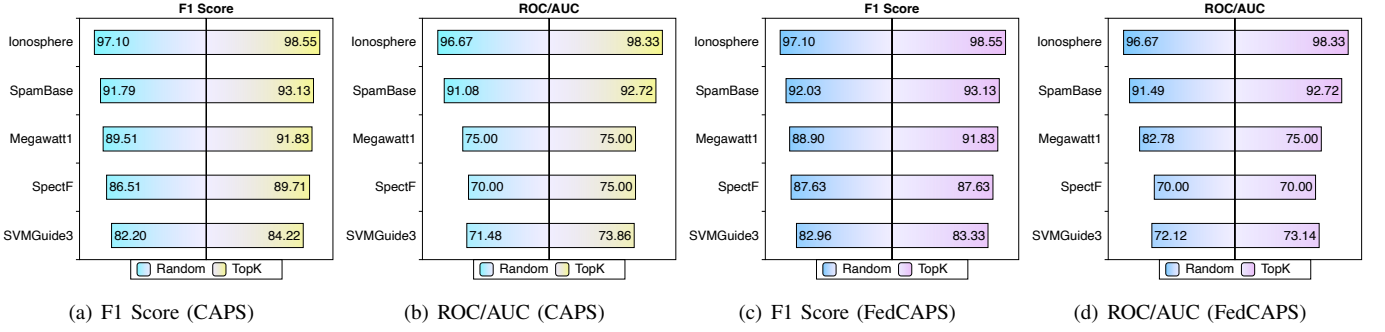 F1 Score
Ionosphere 97.10 98.55
SpamBase 91.79 93.13
Megawatt1 89.51 91.83
SpectF 86.51 89.71
SVMGuide3 82.20 84.22
Random TopK
(a) F1 Score (CAPS)
ROC/AUC
Ionosphere 96.67 98.33
SpamBase 91.08 92.72
Megawatt1 75.00 75.00
SpectF 70.00 75.00
SVMGuide3 71.48 73.86
Random TopK
(b) ROC/AUC (CAPS)
F1 Score
Ionosphere 97.10 98.55
SpamBase 92.03 93.13
Megawatt1 88.90 91.83
SpectF 87.63 87.63
SVMGuide3 82.96 83.33
Random TopK
(c) F1 Score (FedCAPS)
ROC/AUC
Ionosphere 96.67 98.33
SpamBase 91.49 92.72
Megawatt1 82.78 75.00
SpectF 70.00 70.00
SVMGuide3 72.12 73.14
Random TopK
(d) ROC/AUC (FedCAPS)